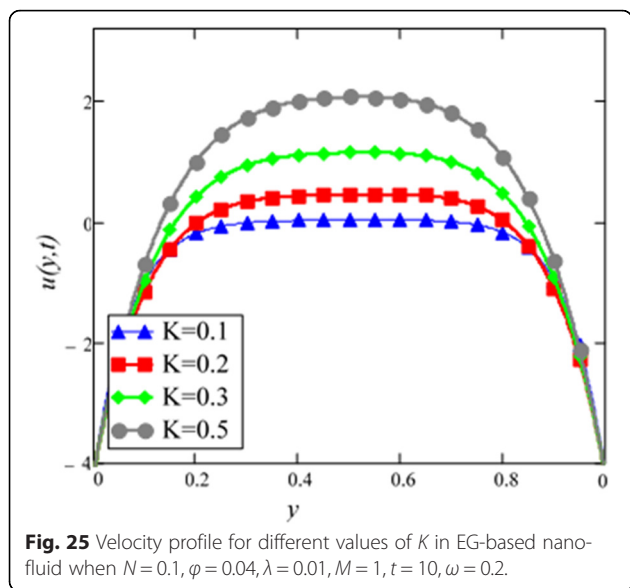 2
0
– 2
– 4
u(y,t)
K=0.1
K=0.2
K=0.3
K=0.5
0 0.2 0.4 0.6 0.8 0
y
Fig. 25 Velocity profile for different values of K in EG-based nano-
fluid when N = 0.1, φ = 0.04, λ = 0.01, M = 1, t = 10, ω = 0.2.